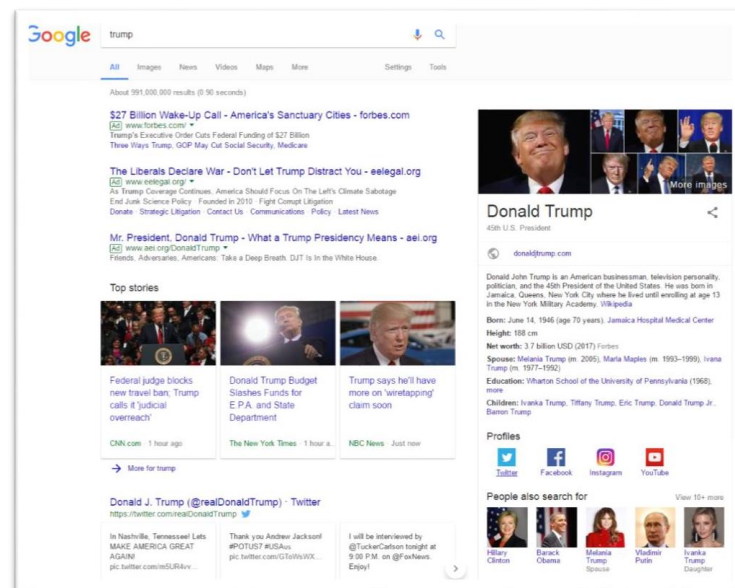 Google
trump
All Images News Videos Maps More Settings Tools
About 991,000,000 results (0.90 seconds)
$27 Billion Wake-Up Call - America's Sanctuary Cities - forbes.com
Ad www.forbes.com/
Trump's Executive Order Cuts Federal Funding of $27 Billion
Three Ways Trump, GOP May Cut Social Security, Medicare
The Liberals Declare War - Don't Let Trump Distract You - eelegal.org
Ad www.eelegal.org/
As Trump Coverage Continues, America Should Focus On The Left's Climate Sabotage
End Junk Science Policy · Founded in 2010 · Fight Corrupt Litigation
Donate · Strategic Litigation · Contact Us · Communications · Policy · Latest News
Mr. President, Donald Trump - What a Trump Presidency Means - aei.org
Ad www.aei.org/DonaldTrump
Friends, Adversaries, Americans: Take a Deep Breath. DJT Is In the White House.
Top stories
Federal judge blocks
new travel ban; Trump
calls it 'judicial
overreach'
CNN.com · 1 hour ago
Donald Trump Budget
Slashes Funds for
E.P.A. and State
Department
The New York Times · 1 hour a...
Trump says he'll have
more on 'wiretapping'
claim soon
NBC News · Just now
More for trump
Donald J. Trump (@realDonaldTrump) · Twitter
https://twitter.com/realDonaldTrump
In Nashville, Tennessee! Lets
MAKE AMERICA GREAT
AGAIN!
pic.twitter.com/m5UR4vv...
Thank you Andrew Jackson!
#POTUS7 #USAus
pic.twitter.com/GToWsWX...
I will be interviewed by
@TuckerCarlson tonight at
9:00 P.M. on @FoxNews.
Enjoy!
More images
Donald Trump
45th U.S. President
donaldjtrump.com
Donald John Trump is an American businessman, television personality,
politician, and the 45th President of the United States. He was born in
Jamaica, Queens, New York City where he lived until enrolling at age 13
in the New York Military Academy. Wikipedia
Born: June 14, 1946 (age 70 years), Jamaica Hospital Medical Center
Height: 188 cm
Net worth: 3.7 billion USD (2017) Forbes
Spouse: Melania Trump (m. 2005), Marla Maples (m. 1993–1999), Ivana
Trump (m. 1977–1992)
Education: Wharton School of the University of Pennsylvania (1968),
more
Children: Ivanka Trump, Tiffany Trump, Eric Trump, Donald Trump Jr.,
Barron Trump
Profiles
Twitter Facebook Instagram YouTube
People also search for View 10+ more
Hillary
Clinton
Barack
Obama
Melania
Trump
Spouse
Vladimir
Putin
Ivanka
Trump
Daughter